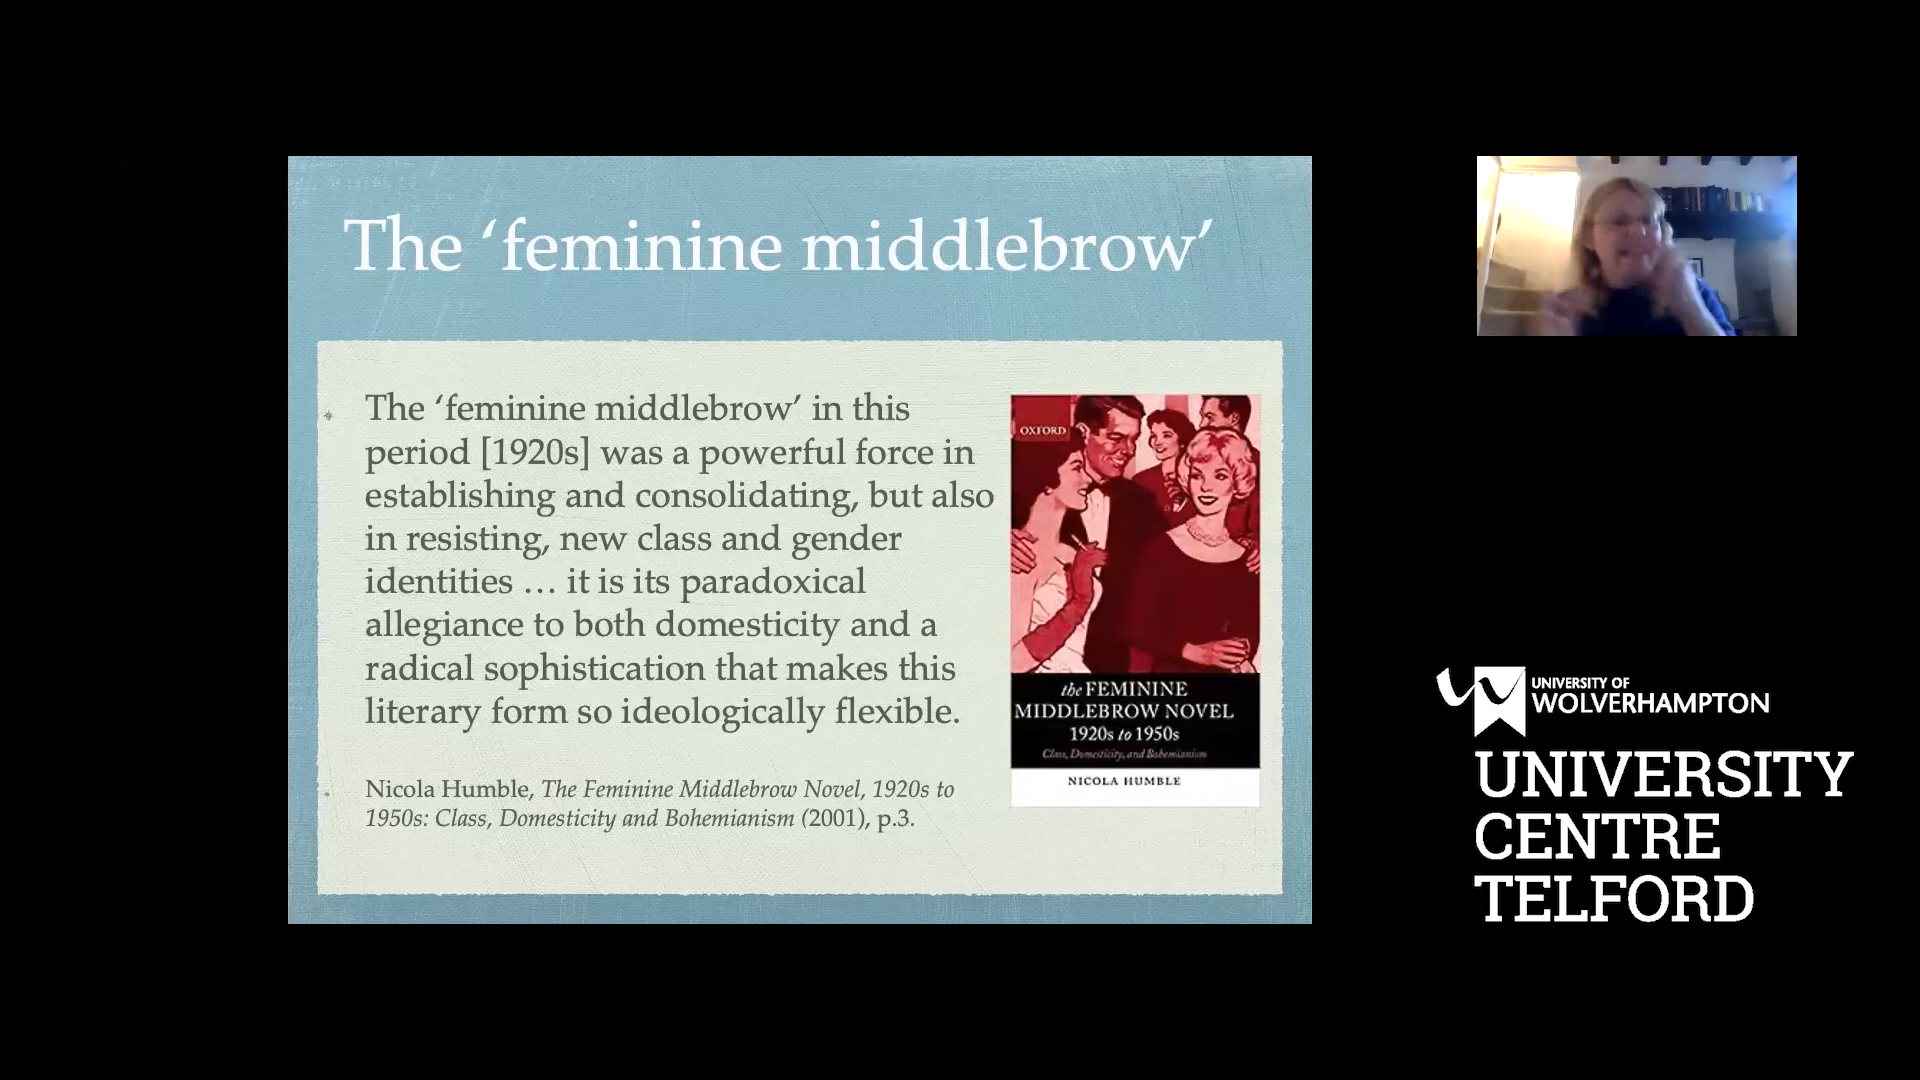 The ‘feminine middlebrow’
The ‘feminine middlebrow’ in this
period [1920s] was a powerful force in
establishing and consolidating, but also
in resisting, new class and gender
identities … it is its paradoxical
allegiance to both domesticity and a
radical sophistication that makes this
literary form so ideologically flexible.
Nicola Humble, The Feminine Middlebrow Novel, 1920s to
1950s: Class, Domesticity and Bohemianism (2001), p.3.
OXFORD
the FEMININE
MIDDLEBROW NOVEL
1920s to 1950s
Class, Domesticity, and Bohemianism
NICOLA HUMBLE
UNIVERSITY OF
WOLVERHAMPTON
UNIVERSITY
CENTRE
TELFORD